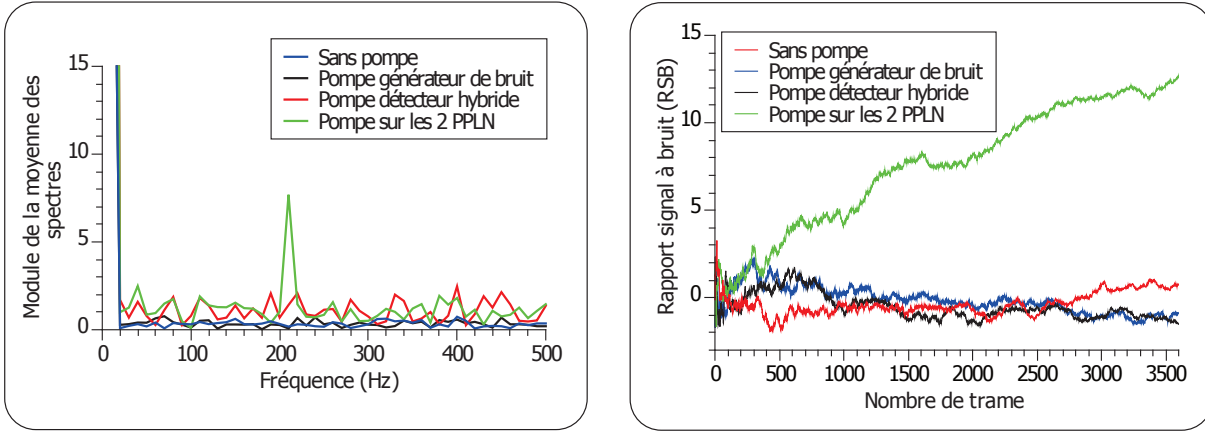 Sans pompe
Pompe générateur de bruit
Pompe détecteur hybride
Pompe sur les 2 PPLN
Module de la moyenne des
spectres
15
10
5
0
0
100
200
300
400
500
Fréquence (Hz)
Sans pompe
Pompe générateur de bruit
Pompe détecteur hybride
Pompe sur les 2 PPLN
Rapport signal à bruit (RSB)
15
10
5
0
0
500
1000
1500
2000
2500
3000
3500
Nombre de trame